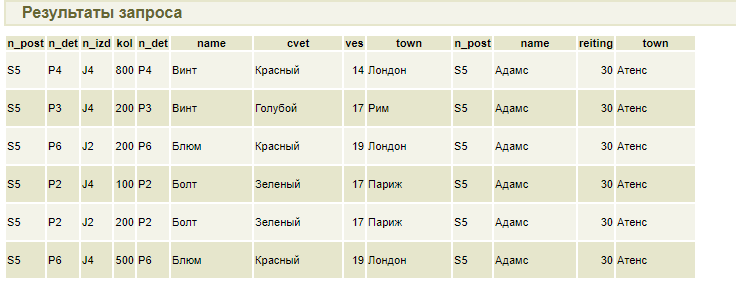 Результаты запроса
n_post n_det n_izd kol n_det name cvet ves town n_post name reiting town
S5 P4 J4 800 P4 Винт Красный 14 Лондон S5 Адамс 30 Атенс
S5 P3 J4 200 P3 Винт Голубой 17 Рим S5 Адамс 30 Атенс
S5 P6 J2 200 P6 Блюм Красный 19 Лондон S5 Адамс 30 Атенс
S5 P2 J4 100 P2 Болт Зеленый 17 Париж S5 Адамс 30 Атенс
S5 P2 J2 200 P2 Болт Зеленый 17 Париж S5 Адамс 30 Атенс
S5 P6 J4 500 P6 Блюм Красный 19 Лондон S5 Адамс 30 Атенс